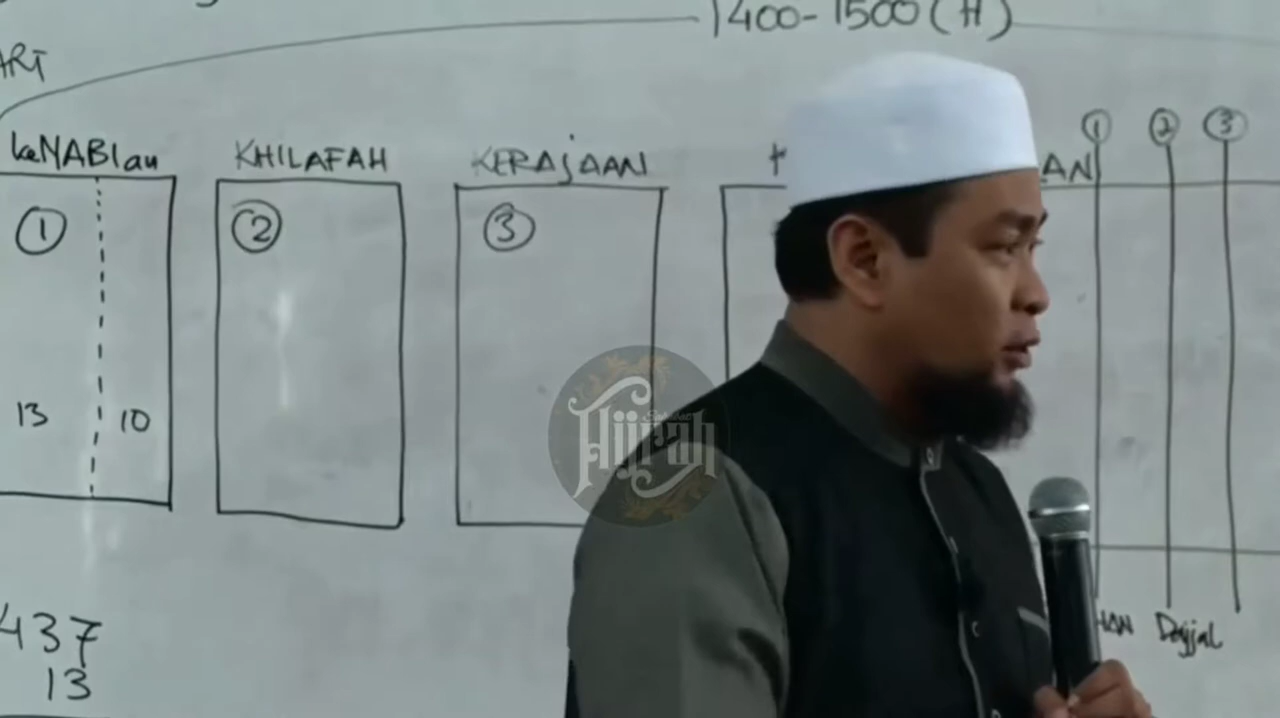 1400-1500 (H)
ART
keNABIan
KHILAFAH
KERAjAAN
AN
1
2
3
1
2
3
13
10
Hijrah
437
13
HAN
Dajjal